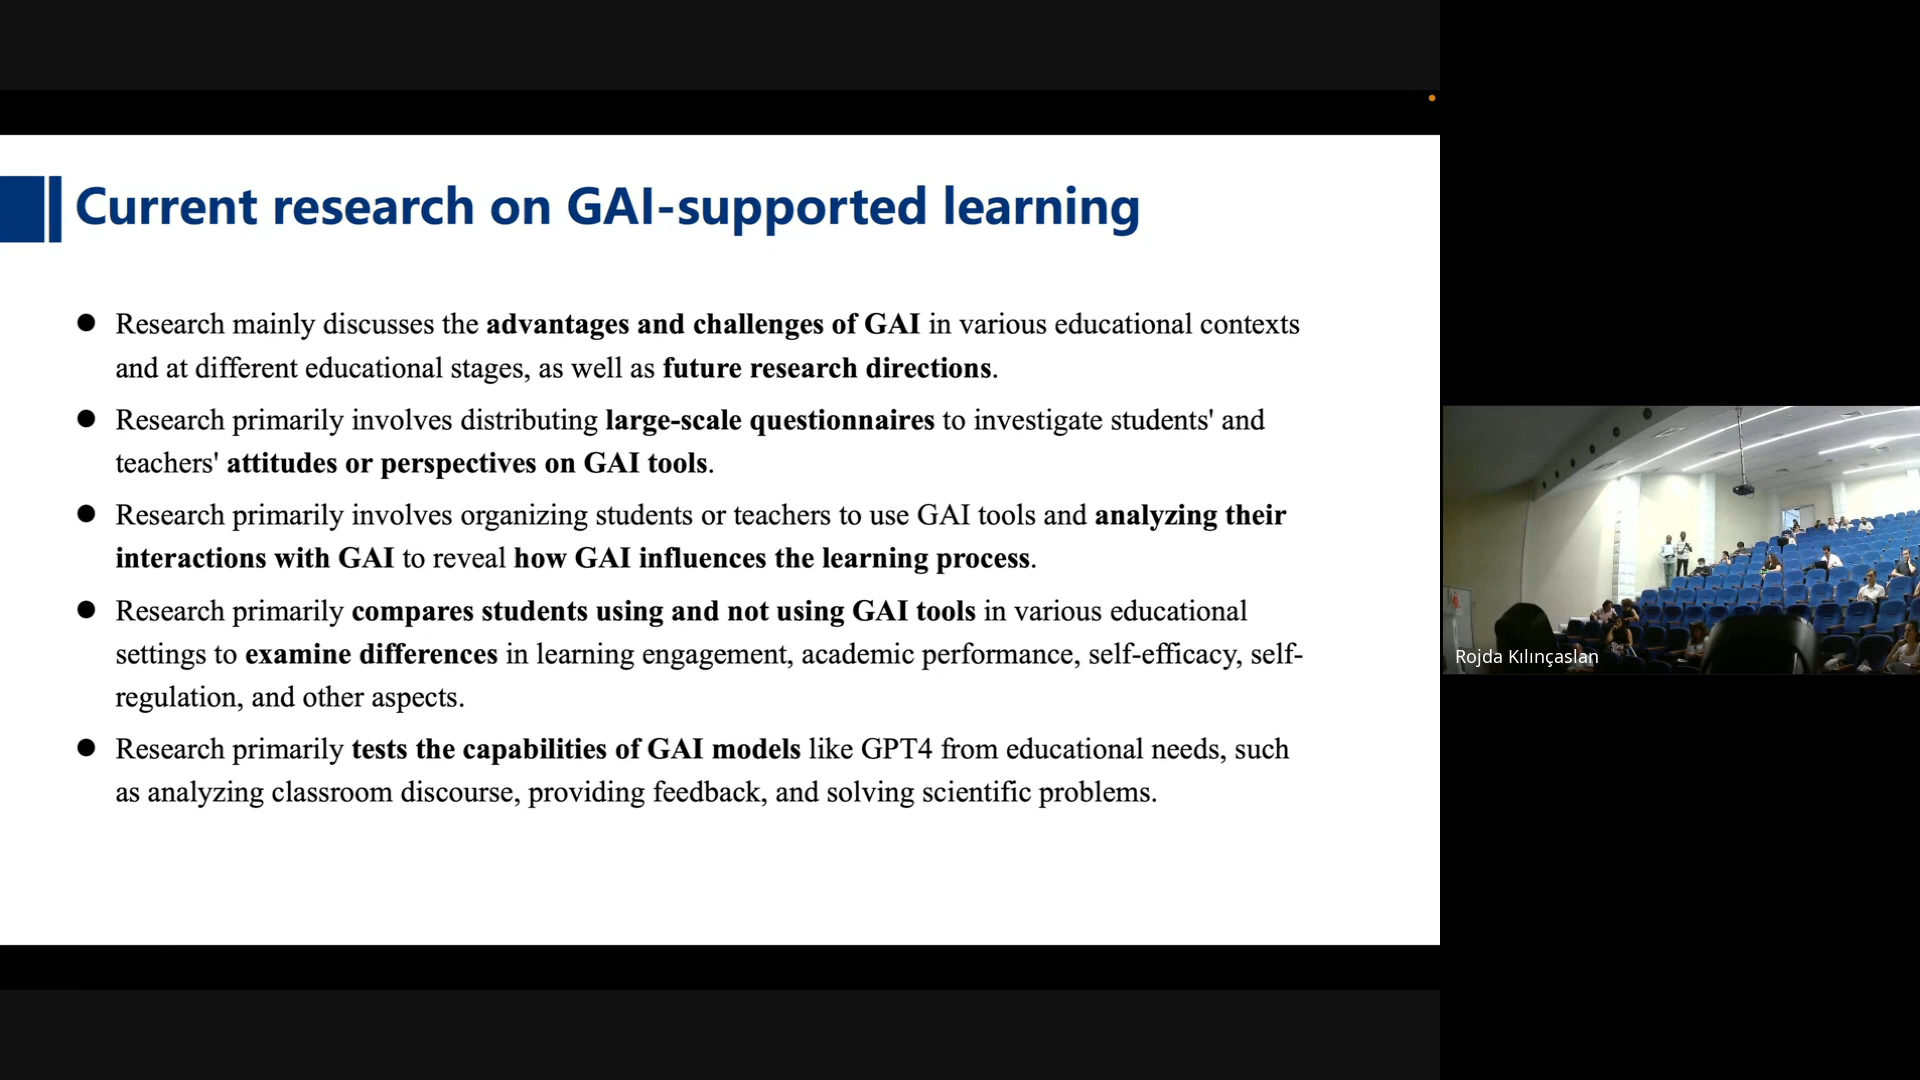 Current research on GAI-supported learning
● Research mainly discusses the advantages and challenges of GAI in various educational contexts
and at different educational stages, as well as future research directions.
● Research primarily involves distributing large-scale questionnaires to investigate students' and
teachers' attitudes or perspectives on GAI tools.
● Research primarily involves organizing students or teachers to use GAI tools and analyzing their
interactions with GAI to reveal how GAI influences the learning process.
● Research primarily compares students using and not using GAI tools in various educational
settings to examine differences in learning engagement, academic performance, self-efficacy, self-
regulation, and other aspects.
● Research primarily tests the capabilities of GAI models like GPT4 from educational needs, such
as analyzing classroom discourse, providing feedback, and solving scientific problems.
Rojda Kılınçaslan